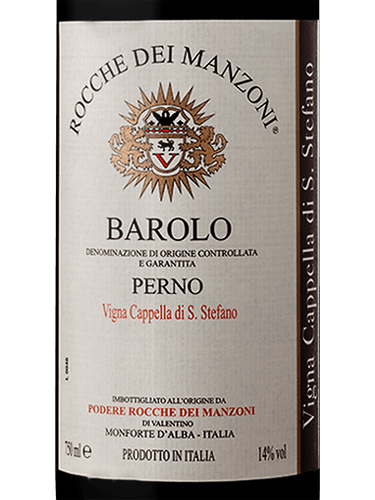 ROCCHE DEI MANZONI®
V
BAROLO
DENOMINAZIONE DI ORIGINE CONTROLLATA
E GARANTITA
PERNO
Vigna Cappella di S. Stefano
L 0046
IMBOTTIGLIATO ALL'ORIGINE DA
PODERE ROCCHE DEI MANZONI
DI VALENTINO
MONFORTE D'ALBA - ITALIA
750 ml e 14% vol
PRODOTTO IN ITALIA
Vigna Cappella di S. Stefano